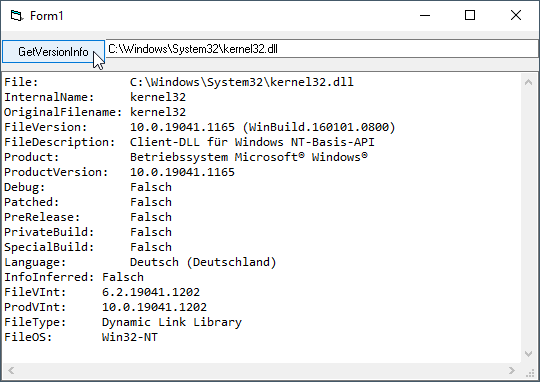 Form1
GetVersionInfo C:\Windows\System32\kernel32.dll
File: C:\Windows\System32\kernel32.dll
InternalName: kernel32
OriginalFilename: kernel32
FileVersion: 10.0.19041.1165 (WinBuild.160101.0800)
FileDescription: Client-DLL für Windows NT-Basis-API
Product: Betriebssystem Microsoft® Windows®
ProductVersion: 10.0.19041.1165
Debug: Falsch
Patched: Falsch
PreRelease: Falsch
PrivateBuild: Falsch
SpecialBuild: Falsch
Language: Deutsch (Deutschland)
InfoInferred: Falsch
FileVInt: 6.2.19041.1202
ProdVInt: 10.0.19041.1202
FileType: Dynamic Link Library
FileOS: Win32-NT